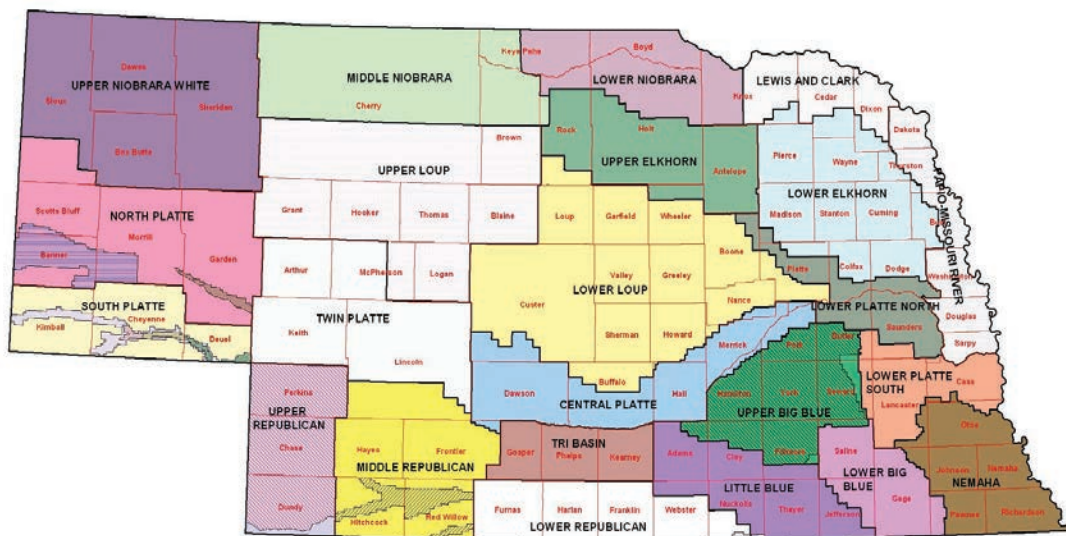 Keya Paha
Boyd
Dawes
MIDDLE NIOBRARA
LOWER NIOBRARA
LEWIS AND CLARK
UPPER NIOBRARA WHITE
Sioux
Sheridan
Cherry
Knox
Cedar
Dixon
Dakota
Brown
Rock
Holt
Box Butte
UPPER ELKHORN
Antelope
Pierce
Wayne
Thurston
UPPER LOUP
LOWER ELKHORN
PAPIO-MISSOURI RIVER
Scotts Bluff
NORTH PLATTE
Morrill
Garden
Grant
Hooker
Thomas
Blaine
Loup
Garfield
Wheeler
Madison
Stanton
Cuming
Banner
Arthur
McPherson
Logan
Valley
Greeley
Boone
Platte
Colfax
Dodge
Washington
LOWER LOUP
SOUTH PLATTE
Cheyenne
Kimball
Deuel
TWIN PLATTE
Keith
Lincoln
Custer
Sherman
Howard
Nance
LOWER PLATTE NORTH
Saunders
Douglas
Sarpy
Merrick
Polk
Butler
Perkins
Dawson
Buffalo
Hall
CENTRAL PLATTE
Hamilton
York
Seward
UPPER BIG BLUE
LOWER PLATTE
SOUTH
Cass
Lancaster
Otoe
UPPER
REPUBLICAN
Chase
Hayes
Frontier
MIDDLE REPUBLICAN
TRI BASIN
Gosper
Phelps
Kearney
Adams
Clay
Fillmore
Saline
LOWER BIG
BLUE
Johnson
Nemaha
NEMAHA
Dundy
Hitchcock
Red Willow
Furnas
Harlan
Franklin
Webster
LOWER REPUBLICAN
LITTLE BLUE
Nuckolls
Thayer
Jefferson
Gage
Pawnee
Richardson